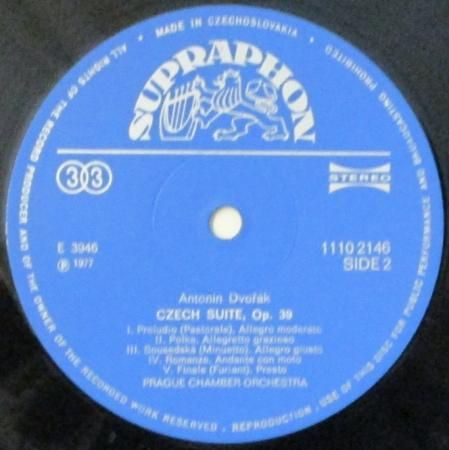 MADE IN CZECHOSLOVAKIA
ALL RIGHTS OF THE RECORD PRODUCER AND OF THE OWNER OF THE RECORDED WORK RESERVED . REPRODUCTION , USE OF THIS DISC FOR PUBLIC PERFORMANCE AND BROADCASTING PROHIBITED
SUPRAPHON
33
STEREO
E 3946
1110 2146
℗ 1977
SIDE 2
Antonín Dvořák
CZECH SUITE, Op. 39
I. Preludio (Pastorale). Allegro moderato
II. Polka. Allegretto grazioso
III. Sousedská (Minuetto). Allegro giusto
IV. Romanza. Andante con moto
V. Finale (Furiant). Presto
PRAGUE CHAMBER ORCHESTRA